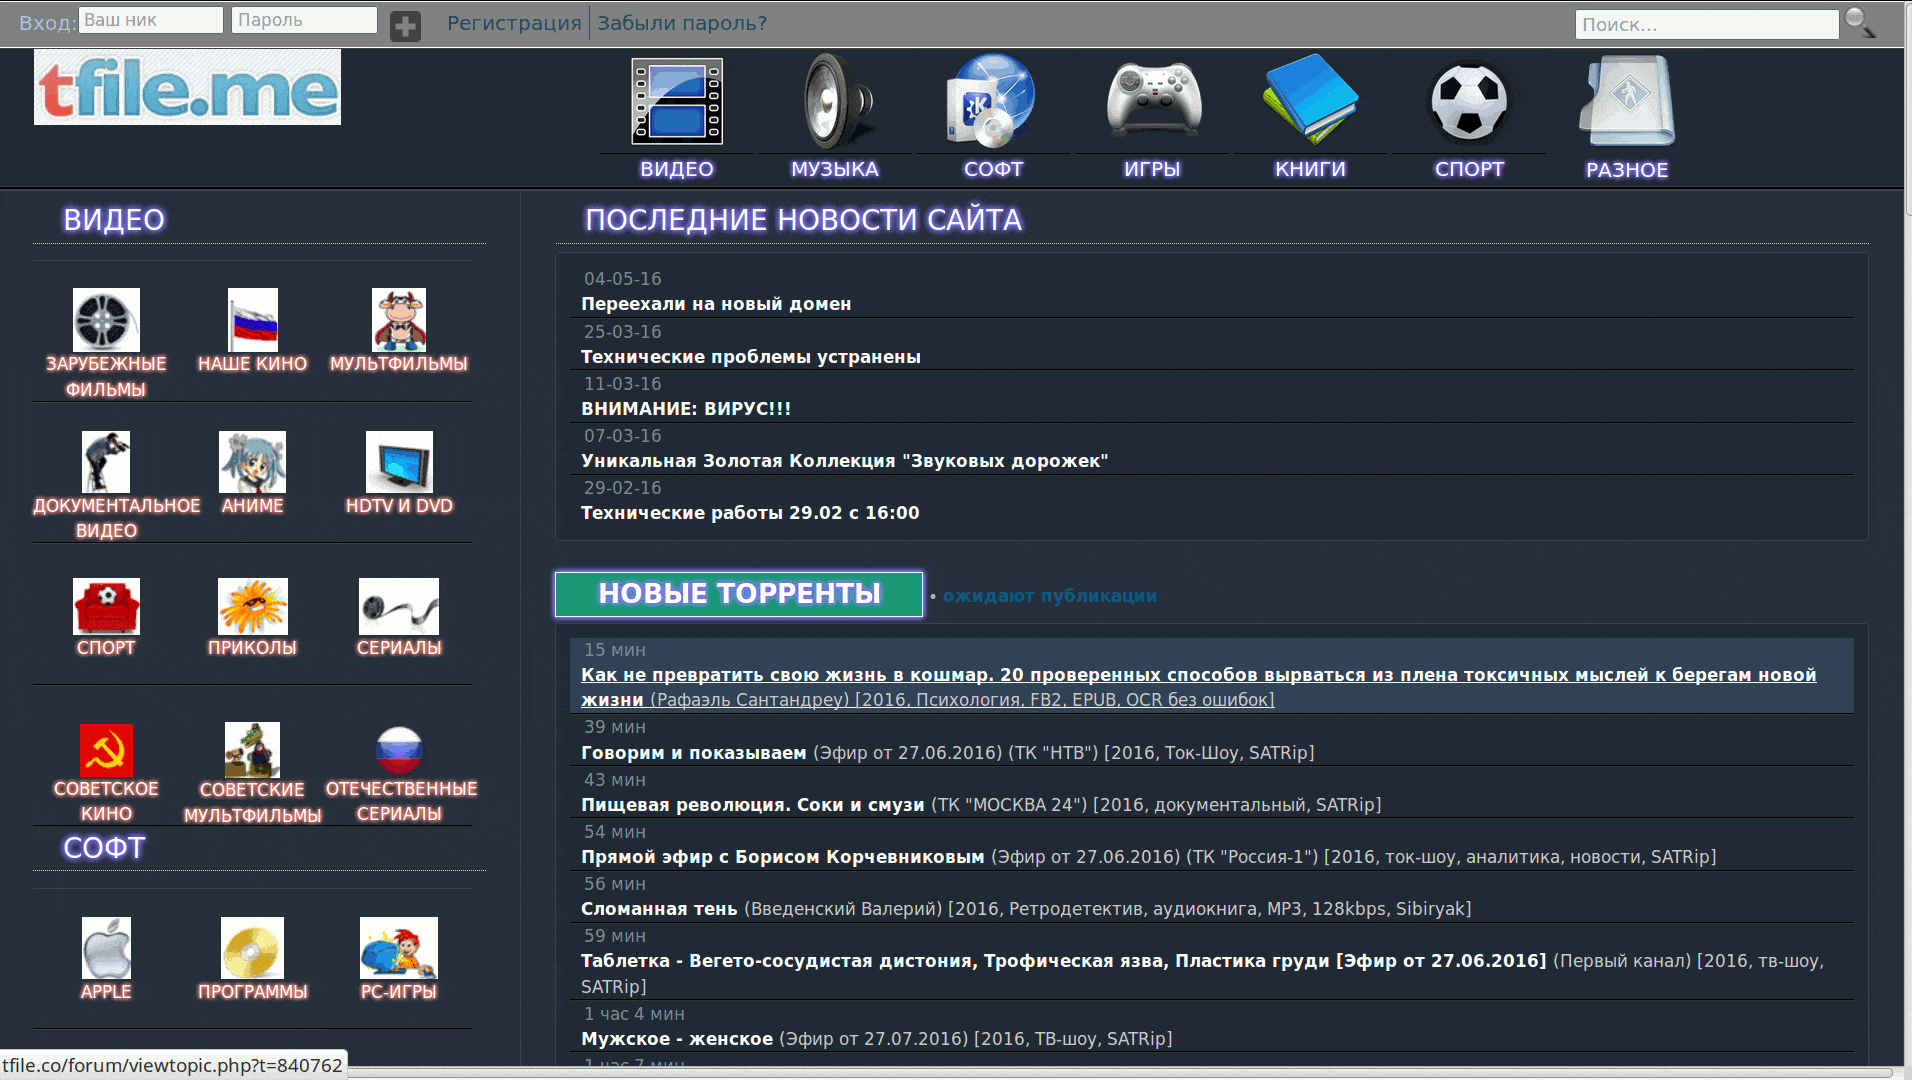 Вход: Ваш ник Пароль Регистрация Забыли пароль? Поиск...
tfile.me
ВИДЕО МУЗЫКА СОФТ ИГРЫ КНИГИ СПОРТ РАЗНОЕ
ВИДЕО
ЗАРУБЕЖНЫЕ ФИЛЬМЫ
НАШЕ КИНО
МУЛЬТФИЛЬМЫ
ДОКУМЕНТАЛЬНОЕ ВИДЕО
АНИМЕ
HDTV И DVD
СПОРТ
ПРИКОЛЫ
СЕРИАЛЫ
СОВЕТСКОЕ КИНО
СОВЕТСКИЕ МУЛЬТФИЛЬМЫ
ОТЕЧЕСТВЕННЫЕ СЕРИАЛЫ
СОФТ
APPLE
ПРОГРАММЫ
PC-ИГРЫ
ПОСЛЕДНИЕ НОВОСТИ САЙТА
04-05-16
Переехали на новый домен
25-03-16
Технические проблемы устранены
11-03-16
ВНИМАНИЕ: ВИРУС!!!
07-03-16
Уникальная Золотая Коллекция "Звуковых дорожек"
29-02-16
Технические работы 29.02 с 16:00
НОВЫЕ ТОРРЕНТЫ • ожидают публикации
15 мин
Как не превратить свою жизнь в кошмар. 20 проверенных способов вырваться из плена токсичных мыслей к берегам новой
жизни (Рафаэль Сантандреу) [2016, Психология, FB2, EPUB, OCR без ошибок]
39 мин
Говорим и показываем (Эфир от 27.06.2016) (ТК "НТВ") [2016, Ток-Шоу, SATRip]
43 мин
Пищевая революция. Соки и смузи (ТК "МОСКВА 24") [2016, документальный, SATRip]
54 мин
Прямой эфир с Борисом Корчевниковым (Эфир от 27.06.2016) (ТК "Россия-1") [2016, ток-шоу, аналитика, новости, SATRip]
56 мин
Сломанная тень (Введенский Валерий) [2016, Ретродетектив, аудиокнига, MP3, 128kbps, Sibiryak]
59 мин
Таблетка - Вегето-сосудистая дистония, Трофическая язва, Пластика груди [Эфир от 27.06.2016] (Первый канал) [2016, тв-шоу,
SATRip]
1 час 4 мин
Мужское - женское (Эфир от 27.07.2016) [2016, ТВ-шоу, SATRip]
1 час 7 мин
tfile.co/forum/viewtopic.php?t=840762